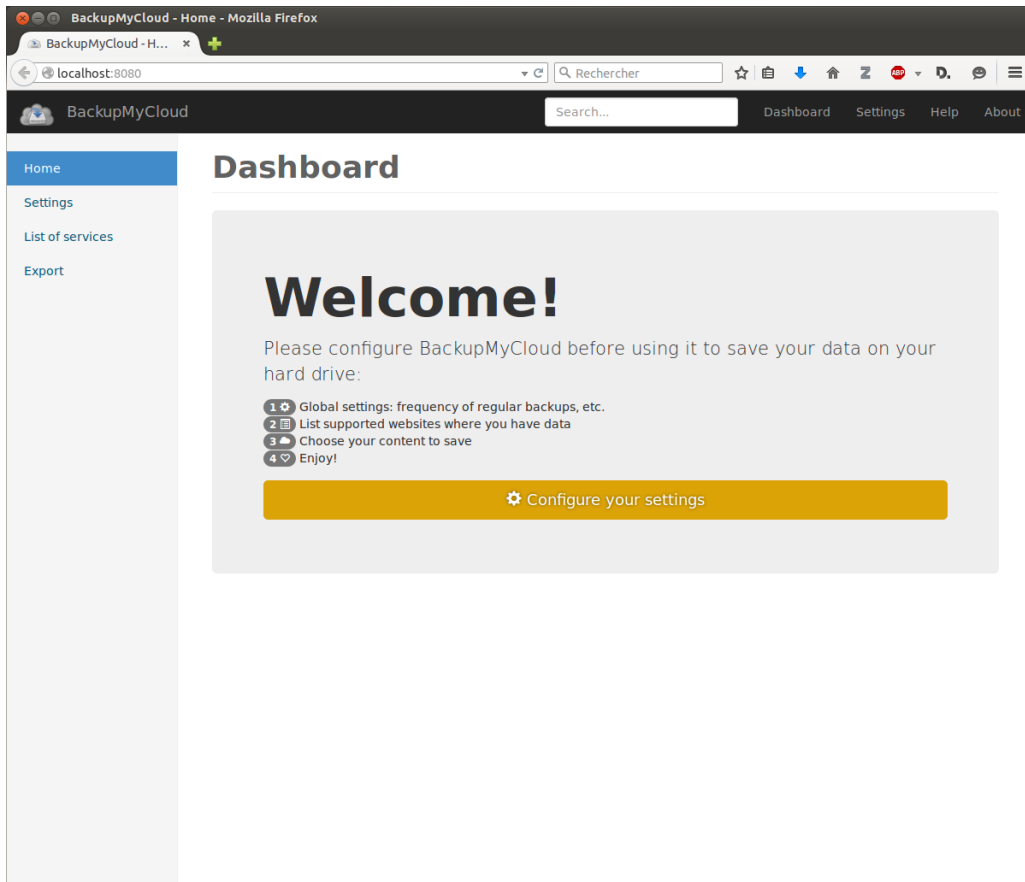 BackupMyCloud - Home - Mozilla Firefox
BackupMyCloud - H...
localhost:8080
Rechercher
Z
ABP
D.
BackupMyCloud
Search...
Dashboard
Settings
Help
About
Home
Settings
List of services
Export
Dashboard
Welcome!
Please configure BackupMyCloud before using it to save your data on your
hard drive:
1 Global settings: frequency of regular backups, etc.
2 List supported websites where you have data
3 Choose your content to save
4 Enjoy!
Configure your settings